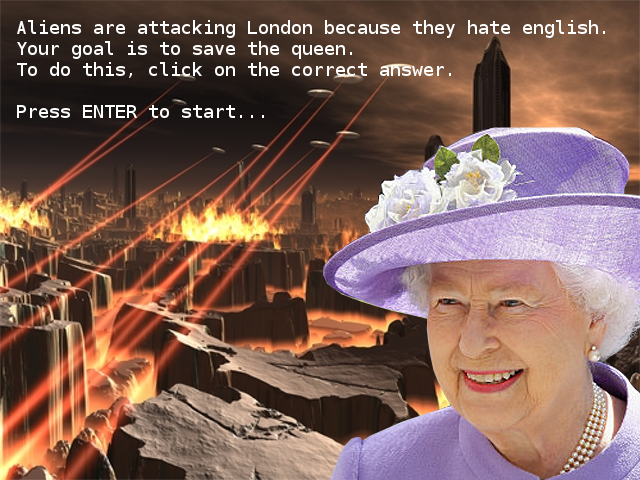 Aliens are attacking London because they hate english.
Your goal is to save the queen.
To do this, click on the correct answer.
Press ENTER to start...